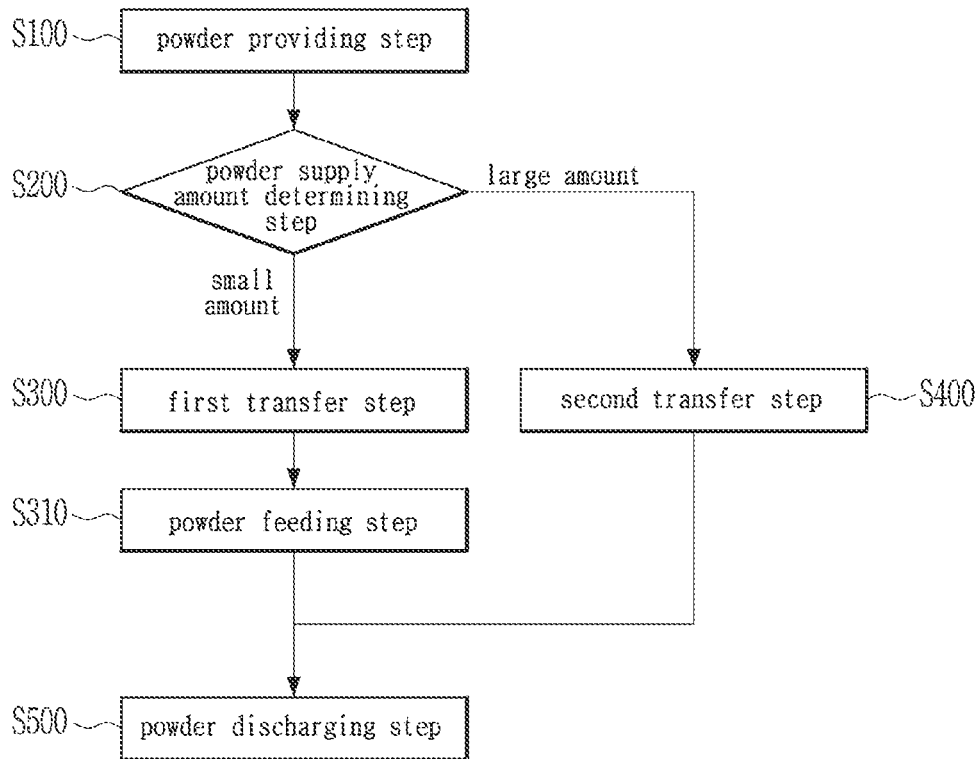 S100
powder providing step
S200
powder supply
amount determining
step
large amount
small
amount
S300
first transfer step
second transfer step
S400
S310
powder feeding step
S500
powder discharging step